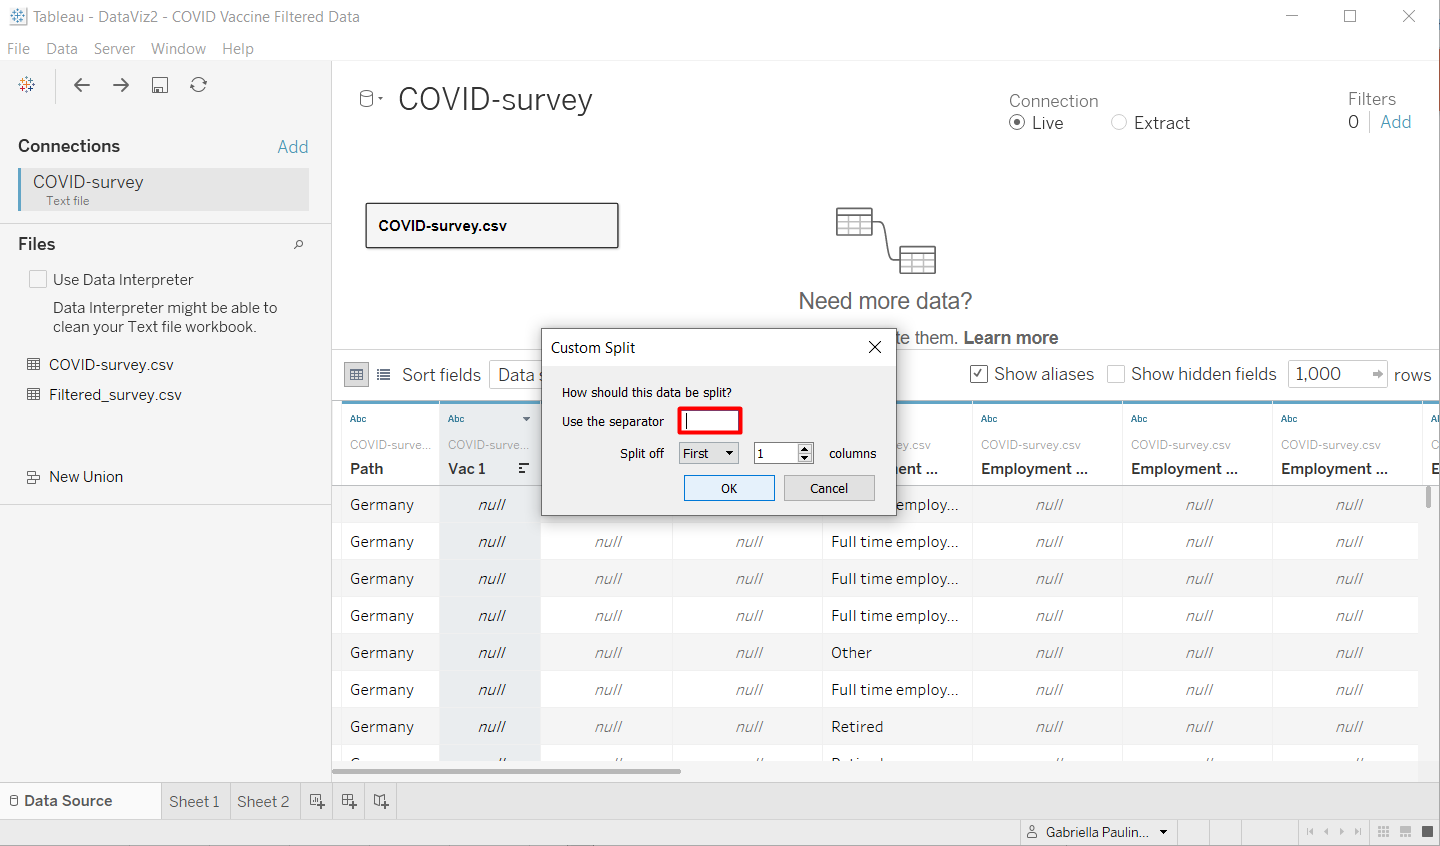 Tableau - DataViz2 - COVID Vaccine Filtered Data
File Data Server Window Help
COVID-survey
Connection
Live Extract
Filters
0 Add
Connections Add
COVID-survey
Text file
Files
Use Data Interpreter
Data Interpreter might be able to
clean your Text file workbook.
COVID-survey.csv
Filtered_survey.csv
New Union
COVID-survey.csv
Need more data?
te them. Learn more
Custom Split
How should this data be split?
Use the separator
Split off First 1 columns
OK Cancel
Sort fields Data s Show aliases Show hidden fields 1,000 rows
Abc Abc Abc Abc Abc
COVID-surve... COVID-surve... ey.csv COVID-survey.csv COVID-survey.csv COVID-survey.csv
Path Vac 1 ment ... Employment ... Employment ... Employment ... E
Germany null employ... null null null
Germany null null null Full time employ... null null null
Germany null null null Full time employ... null null null
Germany null null null Full time employ... null null null
Germany null null null Other null null null
Germany null null null Full time employ... null null null
Germany null null null Retired null null null
Data Source Sheet 1 Sheet 2
Gabriella Paulin...